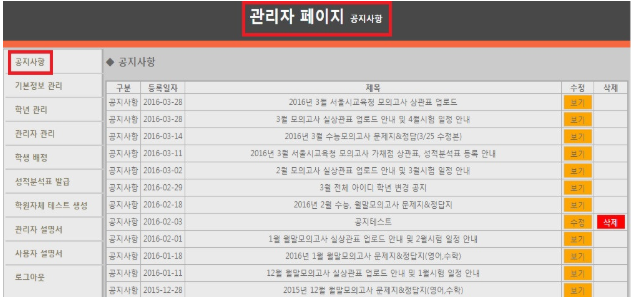 관리자 페이지 공지사항
공지사항
기본정보 관리
학년 관리
관리자 관리
학생 배정
성적분석표 발급
학원자체 테스트 생성
관리자 설명서
사용자 설명서
로그아웃
◆ 공지사항
구분 등록일자 제목 수정 삭제
공지사항 2016-03-28 2016년 3월 서울시교육청 모의고사 상관표 업로드 보기
공지사항 2016-03-28 3월 모의고사 실상관표 업로드 안내 및 4월시험 일정 안내 보기
공지사항 2016-03-14 2016년 3월 수능모의고사 문제지&정답(3/25 수정본) 보기
공지사항 2016-03-11 2016년 3월 서울시교육청 모의고사 가채점 상관표, 성적분석표 등록 안내 보기
공지사항 2016-03-02 2월 모의고사 실상관표 업로드 안내 및 3월시험 일정 안내 보기
공지사항 2016-02-29 3월 전체 아이디 학년 변경 공지 보기
공지사항 2016-02-18 2016년 2월 수능, 월말모의고사 문제지&정답지 보기
공지사항 2016-02-03 공지테스트 수정 삭제
공지사항 2016-02-01 1월 월말모의고사 실상관표 업로드 안내 및 2월시험 일정 안내 보기
공지사항 2016-01-18 2016년 1월 월말모의고사 문제지&정답지(영어,수학) 보기
공지사항 2016-01-11 12월 월말모의고사 실상관표 업로드 안내 및 1월시험 일정 안내 보기
공지사항 2015-12-28 2015년 12월 월말모의고사 문제지&정답지(영어,수학) 보기